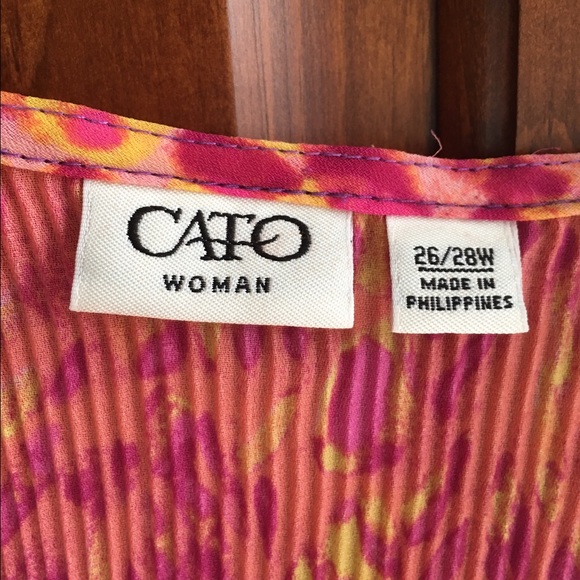 CATO
WOMAN
26/28W
MADE IN
PHILIPPINES